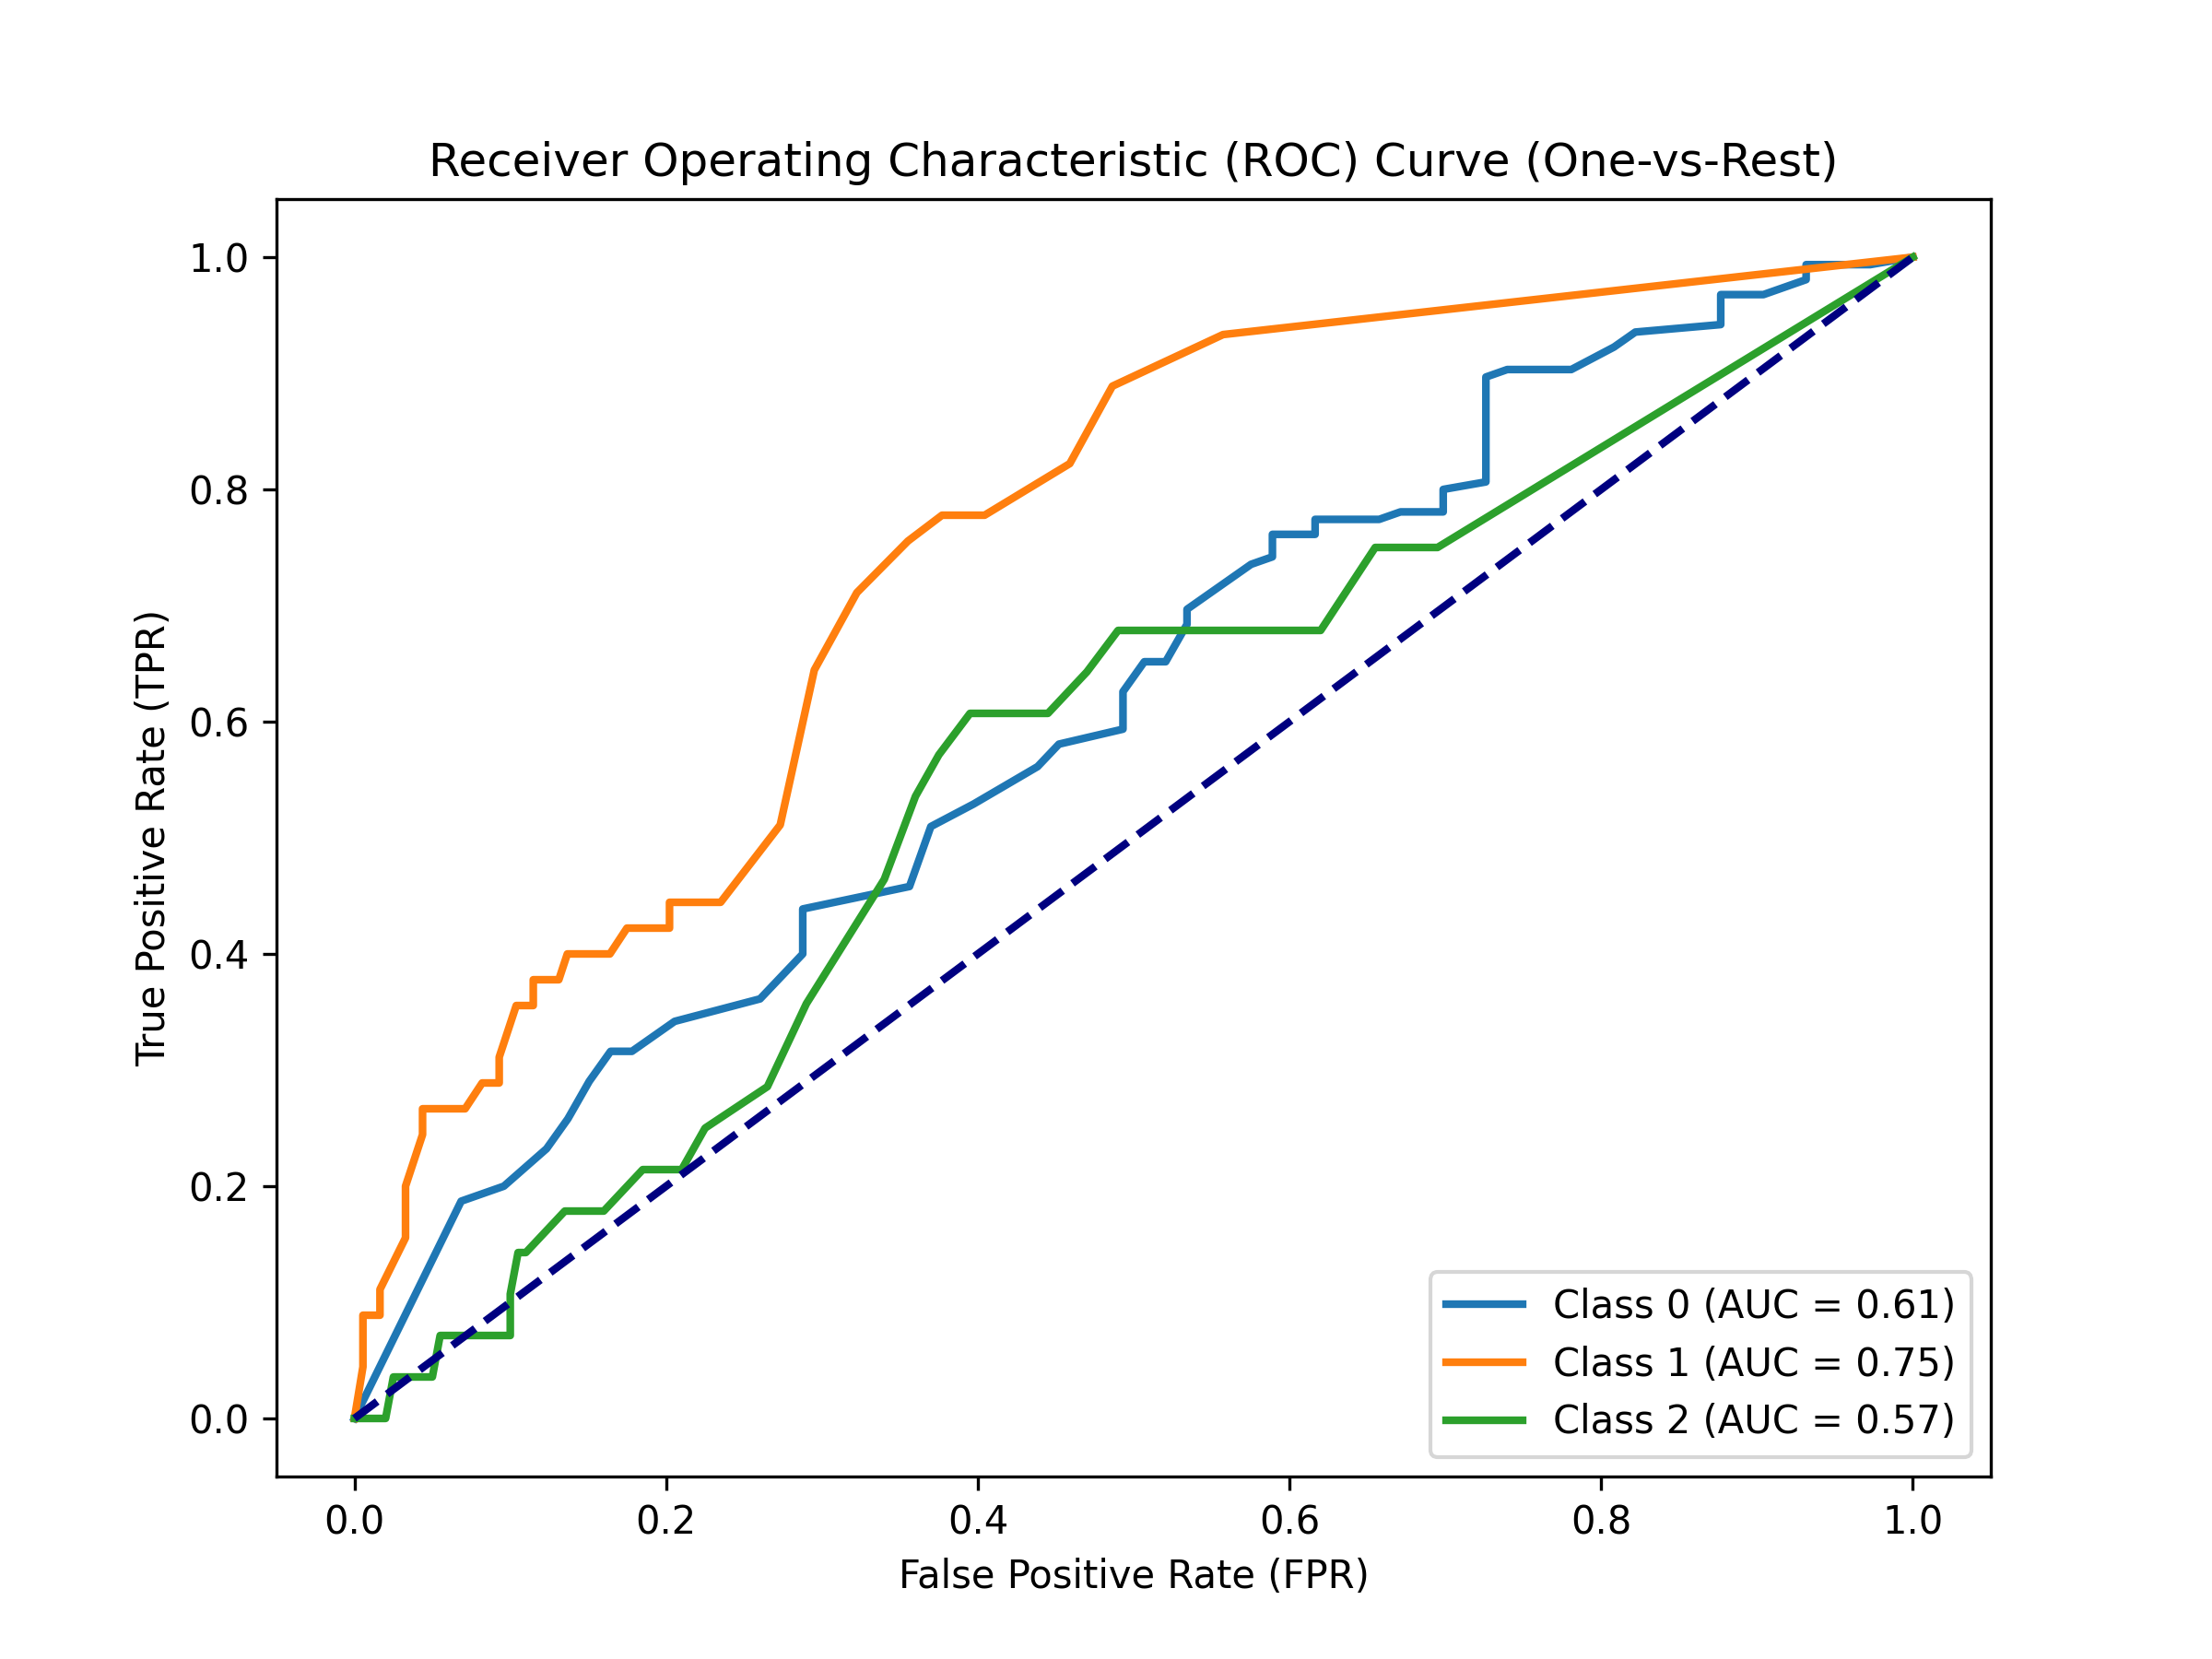 Receiver Operating Characteristic (ROC) Curve (One-vs-Rest)
1.0
0.8
0.6
0.4
0.2
0.0
True Positive Rate (TPR)
Class 0 (AUC = 0.61)
Class 1 (AUC = 0.75)
Class 2 (AUC = 0.57)
0.0 0.2 0.4 0.6 0.8 1.0
False Positive Rate (FPR)